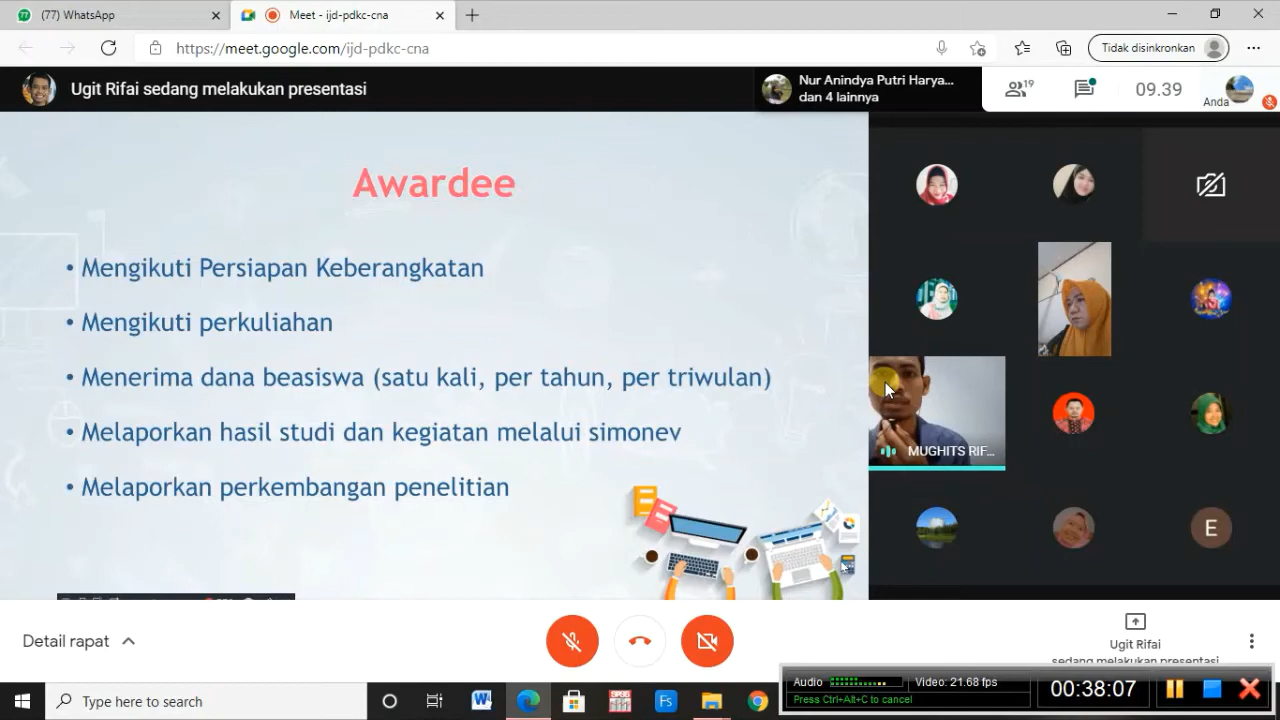 (77) WhatsApp
Meet - ijd-pdkc-cna
https://meet.google.com/ijd-pdkc-cna
Tidak disinkronkan
Ugit Rifai sedang melakukan presentasi
Nur Anindya Putri Harya...
dan 4 lainnya
19
09.39
Anda
Awardee
• Mengikuti Persiapan Keberangkatan
• Mengikuti perkuliahan
• Menerima dana beasiswa (satu kali, per tahun, per triwulan)
• Melaporkan hasil studi dan kegiatan melalui simonev
• Melaporkan perkembangan penelitian
MUGHITS RIF...
E
Detail rapat
Ugit Rifai
sedang melakukan presentasi
Type here to search
Fs
Audio
Video: 21.68 fps
Press Ctrl+Alt+C to cancel
00:38:07